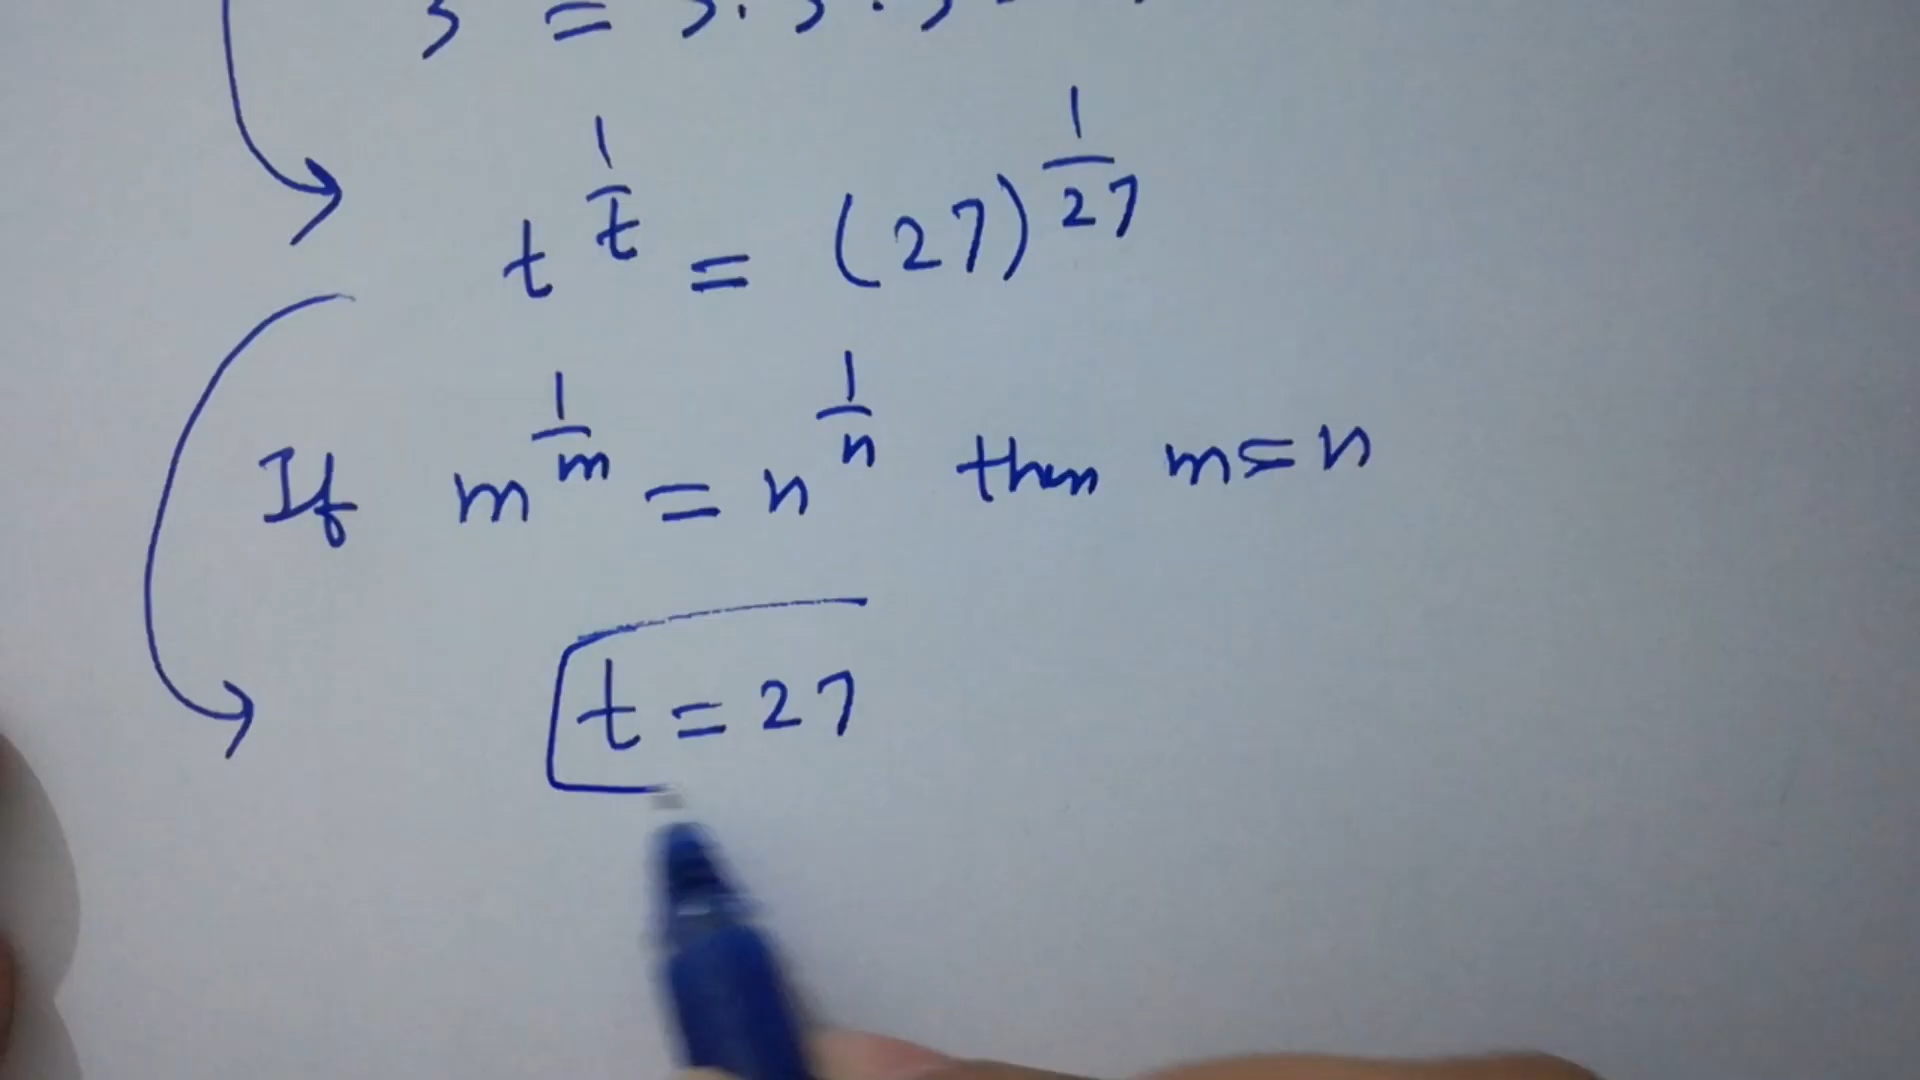 t^(1/t) = (27)^(1/27)
If m^(1/m) = n^(1/n) then m = n
t = 27